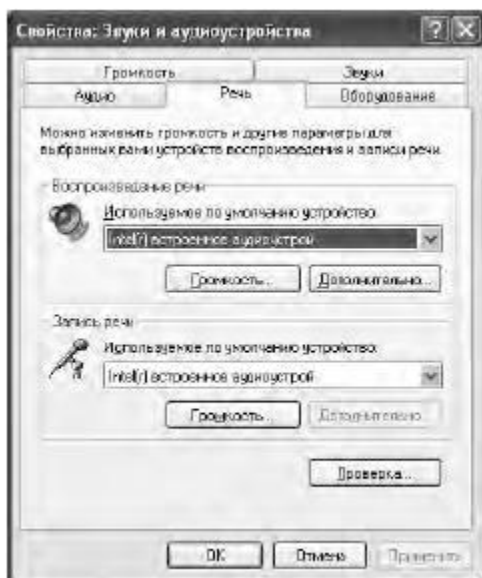 Свойства: Звуки и аудиоустройства
Громкость Звуки
Аудио Речь Оборудование
Можно изменить громкость и другие параметры для
выбранных вами устройств воспроизведения и записи речи.
Воспроизведение речи
Используемое по умолчанию устройство:
Intel(r) встроенное аудиоустрой
Громкость... Дополнительно...
Запись речи
Используемое по умолчанию устройство:
Intel(r) встроенное аудиоустрой
Громкость... Дополнительно...
Проверка...
ОК Отмена Применить